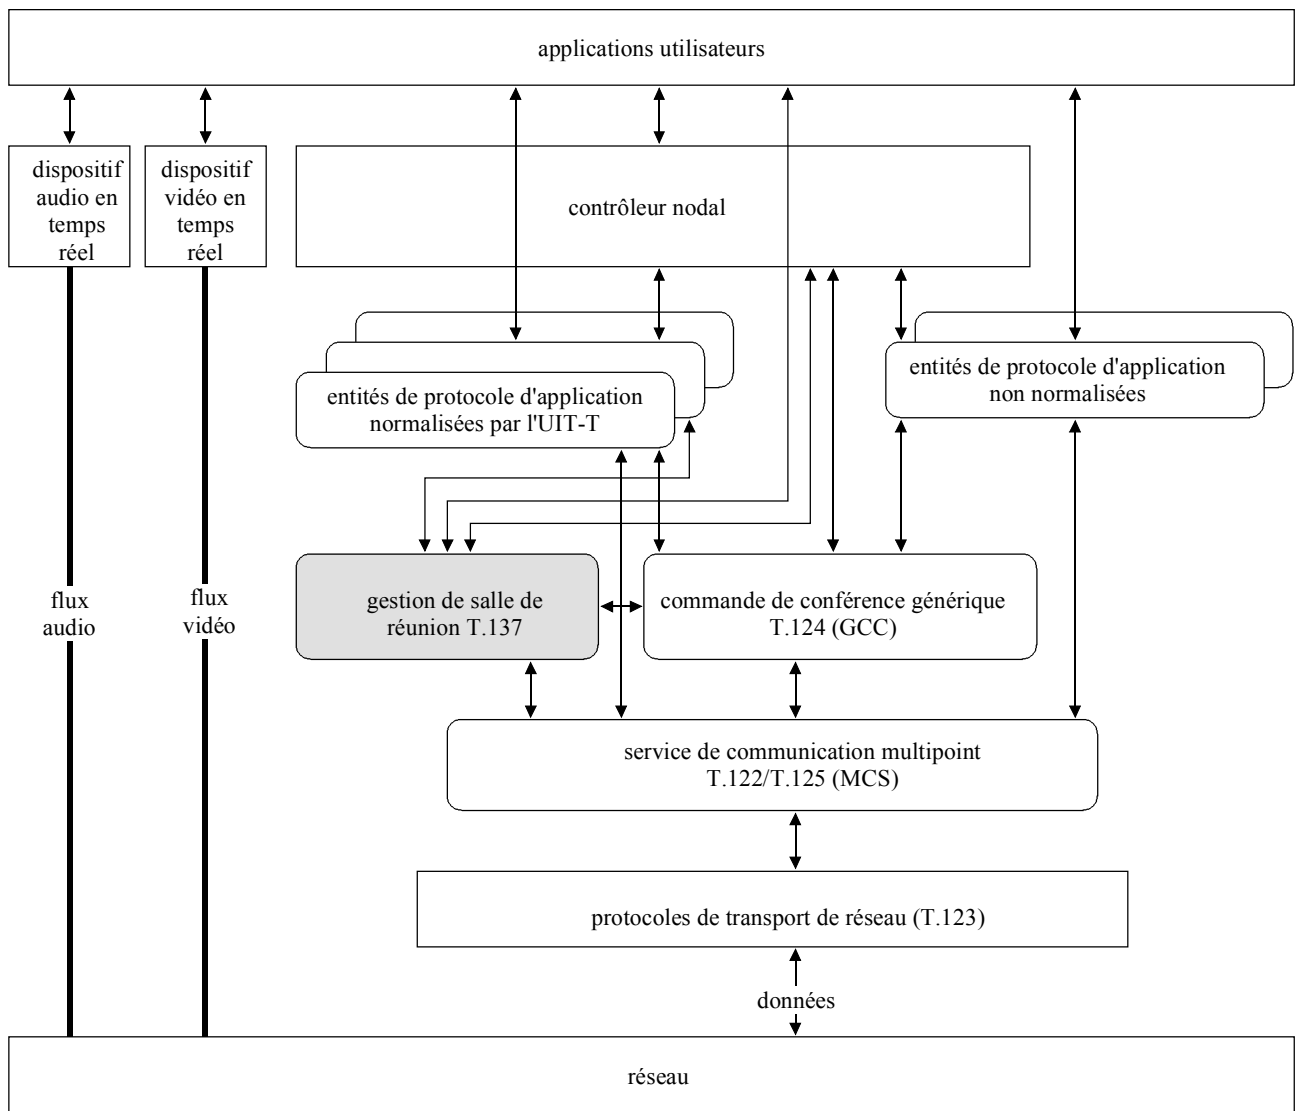 applications utilisateurs
dispositif
audio en
temps
réel
dispositif
vidéo en
temps
réel
contrôleur nodal
entités de protocole d'application
normalisées par l'UIT-T
entités de protocole d'application
non normalisées
flux
audio
flux
vidéo
gestion de salle de
réunion T.137
commande de conférence générique
T.124 (GCC)
service de communication multipoint
T.122/T.125 (MCS)
protocoles de transport de réseau (T.123)
données
réseau